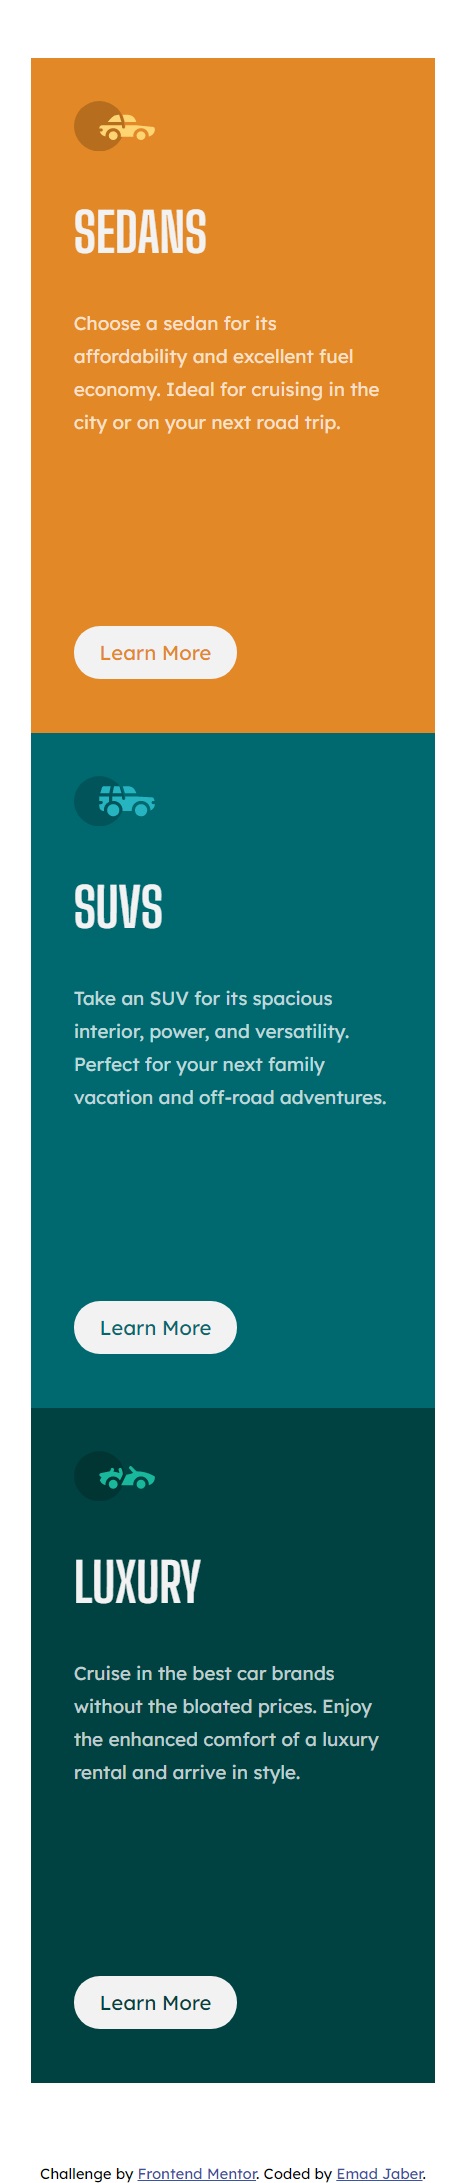 SEDANS
Choose a sedan for its
affordability and excellent fuel
economy. Ideal for cruising in the
city or on your next road trip.
Learn More
SUVS
Take an SUV for its spacious
interior, power, and versatility.
Perfect for your next family
vacation and off-road adventures.
Learn More
LUXURY
Cruise in the best car brands
without the bloated prices. Enjoy
the enhanced comfort of a luxury
rental and arrive in style.
Learn More
Challenge by Frontend Mentor. Coded by Emad Jaber.